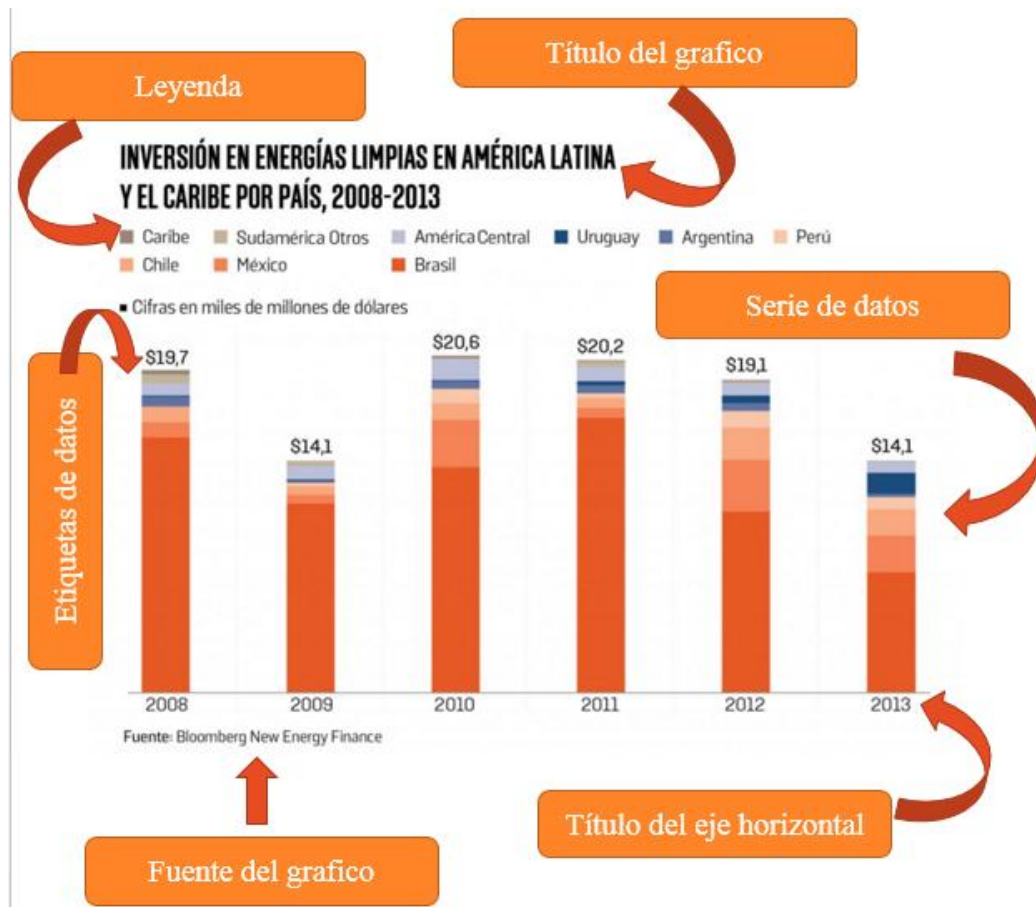 Título del grafico
Leyenda
INVERSIÓN EN ENERGÍAS LIMPIAS EN AMÉRICA LATINA
Y EL CARIBE POR PAÍS, 2008-2013
Caribe Sudamérica Otros América Central Uruguay Argentina Perú
Chile México Brasil
Cifras en miles de millones de dólares
Serie de datos
Etiquetas de datos
$19,7
$14,1
$20,6
$20,2
$19,1
$14,1
2008 2009 2010 2011 2012 2013
Fuente: Bloomberg New Energy Finance
Título del eje horizontal
Fuente del grafico